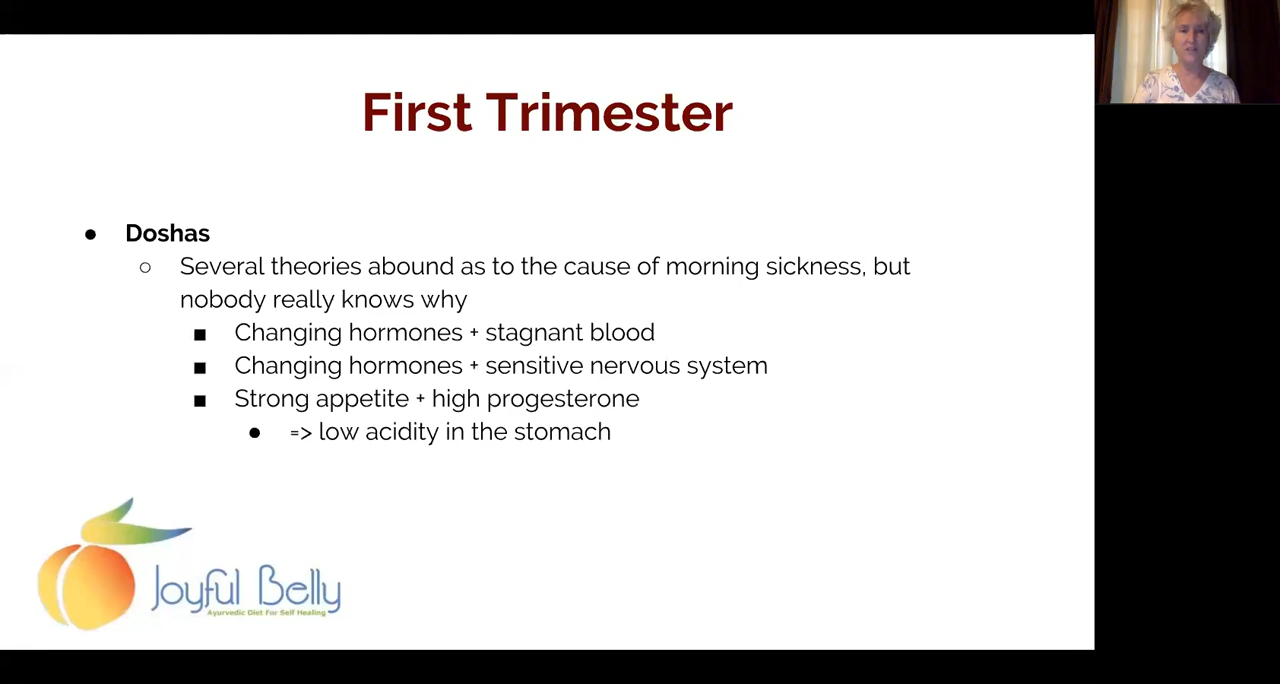 First Trimester
● Doshas
○ Several theories abound as to the cause of morning sickness, but
nobody really knows why
■ Changing hormones + stagnant blood
■ Changing hormones + sensitive nervous system
■ Strong appetite + high progesterone
● => low acidity in the stomach
Joyful Belly
Ayurvedic Diet For Self Healing